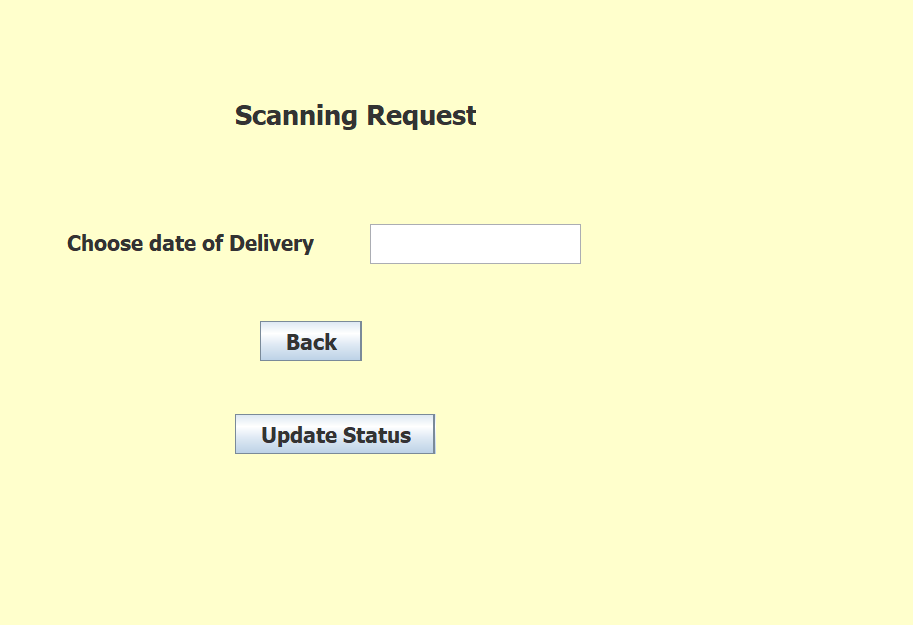 Scanning Request
Choose date of Delivery
Back
Update Status